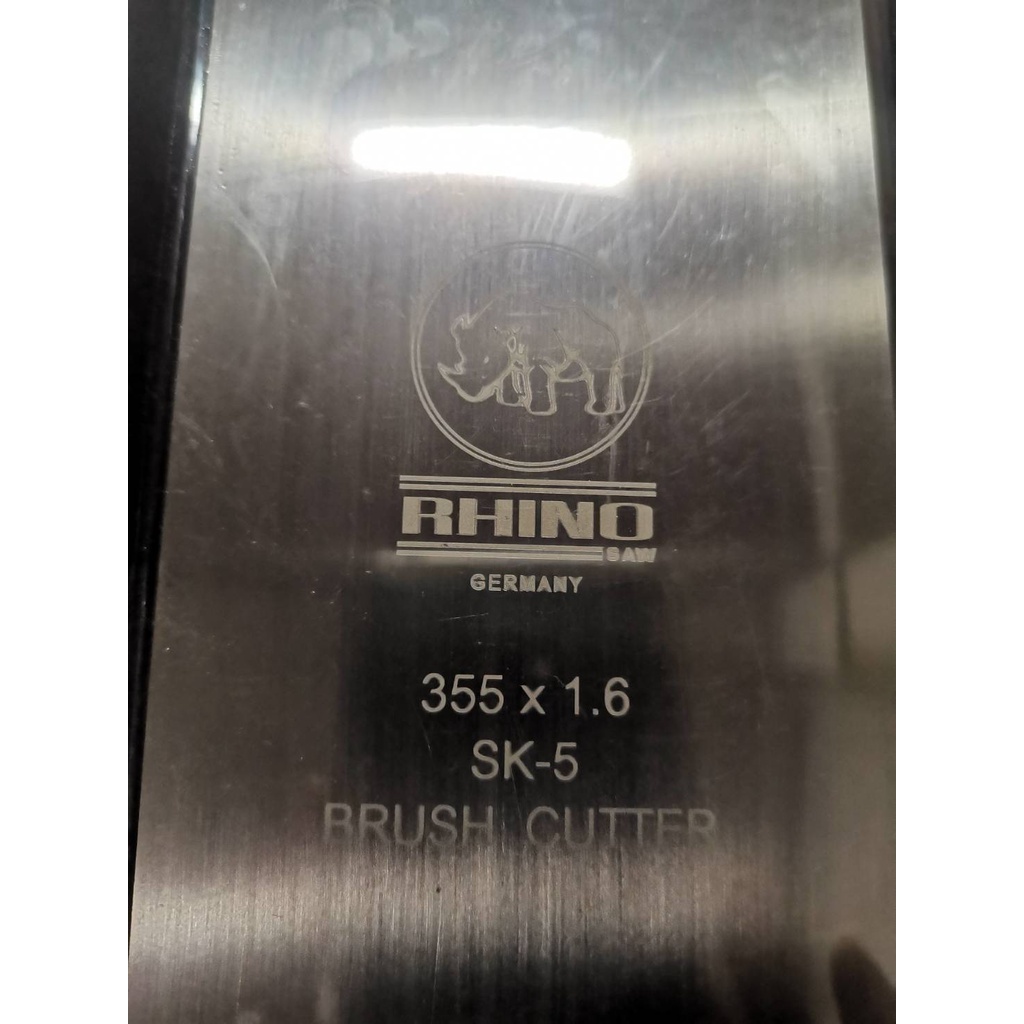 RHINO
SAW
GERMANY
355 x 1.6
SK-5
BRUSH CUTTER